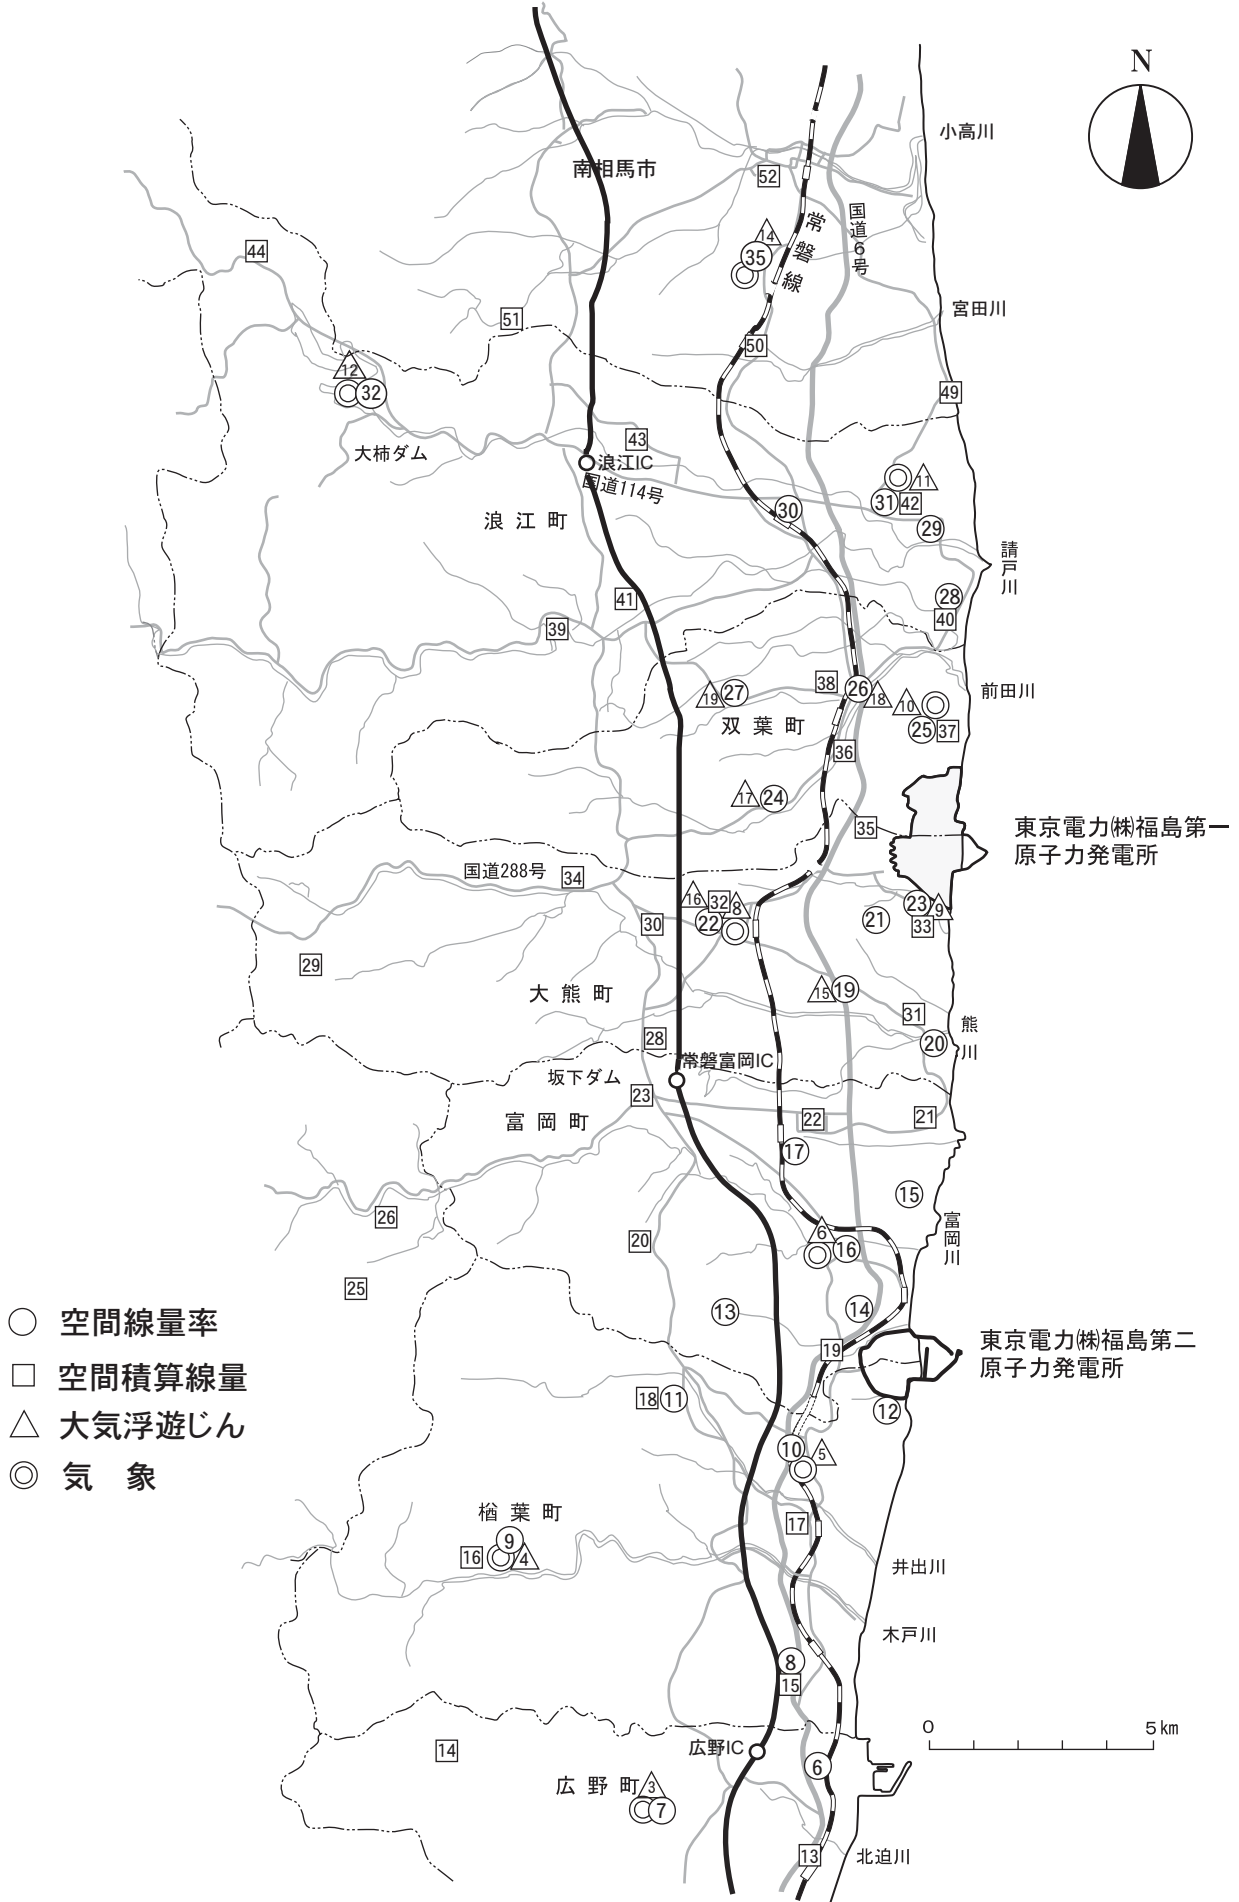 N
小高川
南相馬市
52
国道6号
14
常磐線
35
44
宮田川
51
50
12
32
49
43
大柿ダム
浪江IC
国道114号
11
31
42
30
29
浪江町
請戸川
28
41
40
39
38
26
18
10
前田川
19
27
双葉町
25
37
36
17
24
35
東京電力㈱福島第一
原子力発電所
国道288号
34
16
32
8
23
9
30
22
21
33
29
15
19
大熊町
31
熊川
28
20
常磐富岡IC
坂下ダム
23
22
21
富岡町
17
15
26
6
16
富岡川
20
25
13
14
○ 空間線量率
19
東京電力㈱福島第二
原子力発電所
□ 空間積算線量
18
11
12
△ 大気浮遊じん
10
5
◎ 気 象
楢葉町
17
9
16
4
井出川
木戸川
8
15
0
5㎞
広野IC
14
6
広野町
3
7
13
北迫川